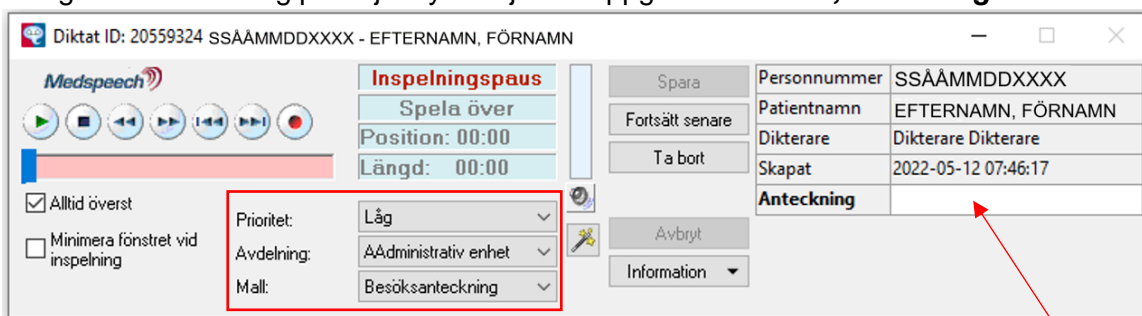 Diktat ID: 20559324 SSÅÅMMDDXXXX - EFTERNAMN, FÖRNAMN
Medspeech
Inspelningspaus
Spela över
Position: 00:00
Längd: 00:00
Alltid överst
Minimera fönstret vid
inspelning
Prioritet: Låg
Avdelning: AAdministrativ enhet
Mall: Besöksanteckning
Spara
Fortsätt senare
Ta bort
Avbryt
Information
Personnummer SSÅÅMMDDXXXX
Patientnamn EFTERNAMN, FÖRNAMN
Dikterare Dikterare Dikterare
Skapat 2022-05-12 07:46:17
Anteckning